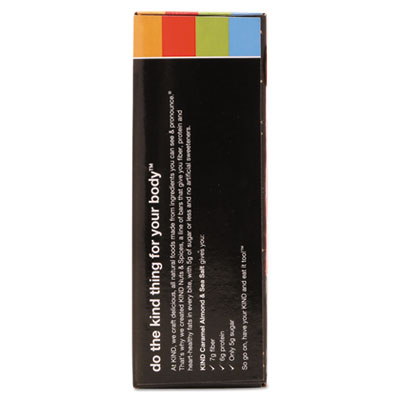 do the kind thing for your body™
At KIND, we craft delicious, all natural foods made from ingredients you can see & pronounce.®
That's why we created KIND Nuts & Spices, a line of bars that give you fiber, protein and
heart-healthy fats in every bite, with 5g of sugar or less and no artificial sweeteners.
KIND Caramel Almond & Sea Salt gives you:
✓ 7g fiber
✓ 6g protein
✓ Only 5g sugar
So go on, have your KIND and eat it too!™